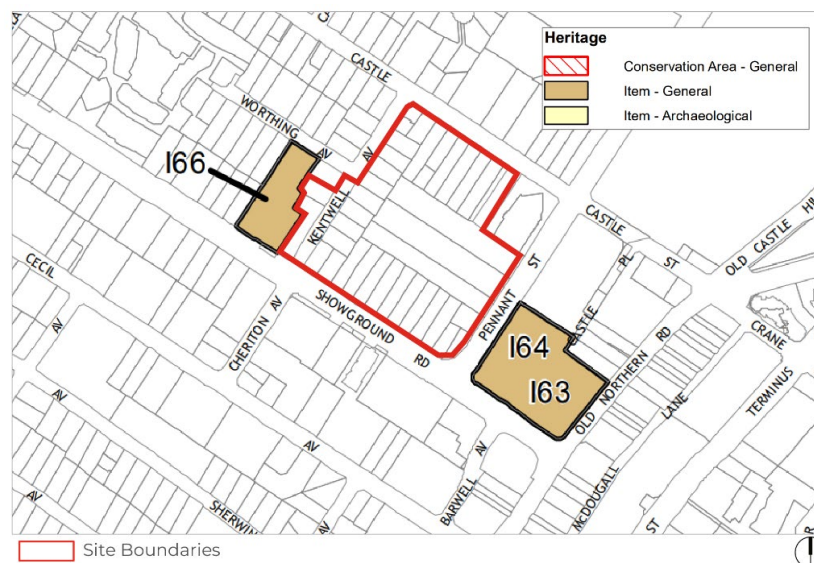 Heritage
Conservation Area - General
Item - General
Item - Archaeological
CASTLE
WORTHING
AV
AV
I66
KENTWELL
CASTLE
ST
PL
CASTLE
OLD CASTLE
ST
PENNANT
CECIL
AV
CHERITON
AV
SHOWGROUND
RD
I64
I63
OLD NORTHERN
RD
CRANE
LANE
TERMINUS
MCDOUGALL
ST
AV
BARWELL
AV
AV
SHERWIN
AV
Site Boundaries